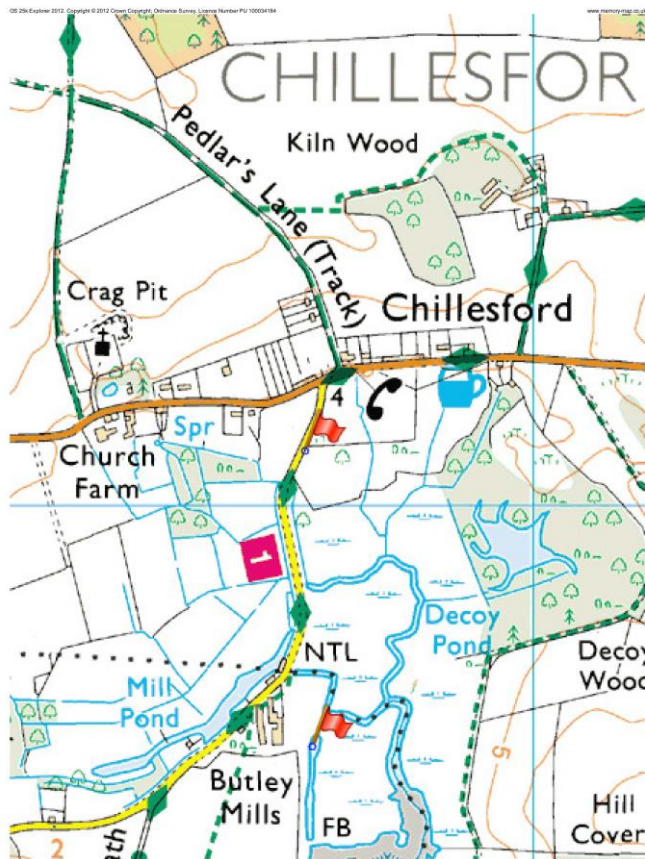 OS 25k Explorer 2012. Copyright © 2012 Crown Copyright; Ordnance Survey, Licence Number PU 100034184
www.memory-map.co.u
CHILLESFOR
Pedlar's Lane (Track)
Kiln Wood
Crag Pit
Chillesford
4
Spr
Church
Farm
1
Decoy
Pond
NTL
Decoy
Wood
Mill
Pond
5
Butley
Mills
FB
Hill
Cover
2
ath